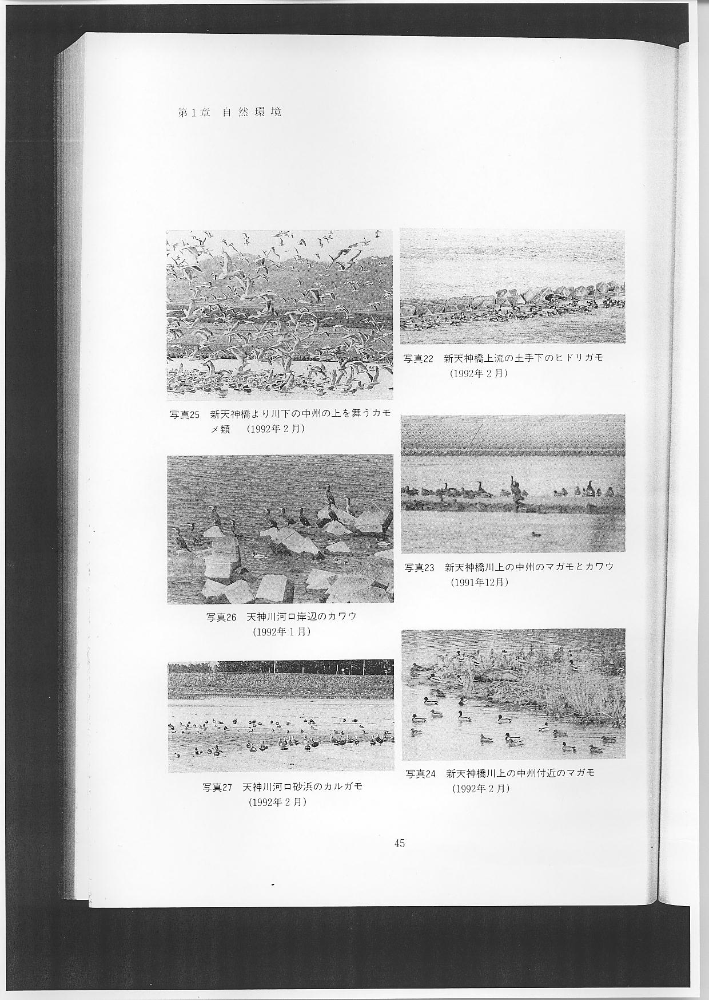 第1章 自然環境
写真22 新天神橋上流の土手下のヒドリガモ
(1992年2月)
写真23 新天神橋川上の中州のマガモとカワウ
(1991年12月)
写真24 新天神橋川上の中州付近のマガモ
(1992年2月)
写真25 新天神橋より川下の中州の上を舞うカモ
メ類 (1992年2月)
写真26 天神川河口岸辺のカワウ
(1992年1月)
写真27 天神川河口砂浜のカルガモ
(1992年2月)
45